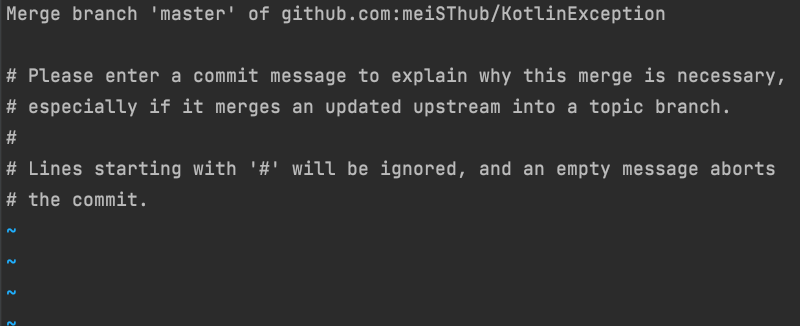 Merge branch 'master' of github.com:meiSThub/KotlinException

# Please enter a commit message to explain why this merge is necessary,
# especially if it merges an updated upstream into a topic branch.
#
# Lines starting with '#' will be ignored, and an empty message aborts
# the commit.
~
~
~
~